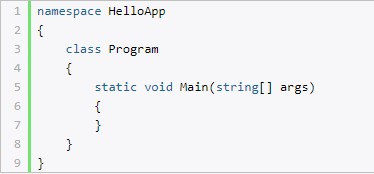 1 namespace HelloApp
2 {
3     class Program
4     {
5         static void Main(string[] args)
6         {
7         }
8     }
9 }